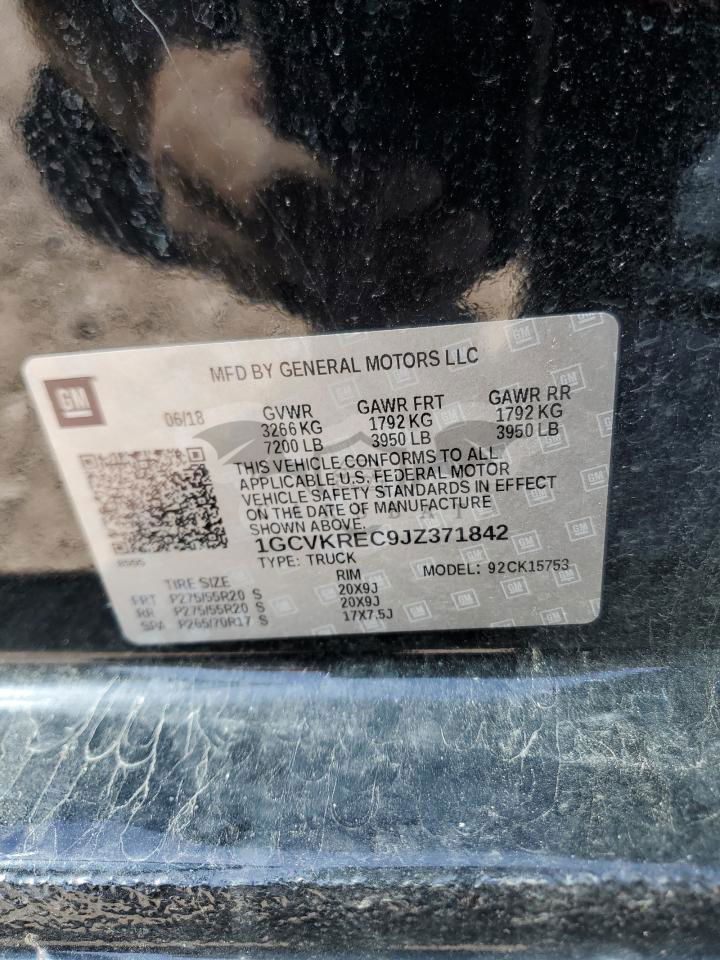 MFD BY GENERAL MOTORS LLC
GM
06/18
GVWR GAWR FRT GAWR RR
3266 KG 1792 KG 1792 KG
7200 LB 3950 LB 3950 LB
THIS VEHICLE CONFORMS TO ALL
APPLICABLE U.S. FEDERAL MOTOR
VEHICLE SAFETY STANDARDS IN EFFECT
ON THE DATE OF MANUFACTURE
SHOWN ABOVE.
1GCVKREC9JZ371842
TYPE: TRUCK MODEL: 92CK15753
TIRE SIZE RIM
FRT P275/55R20 S 20X9J
RR P275/55R20 S 20X9J
SPA P265/70R17 S 17X7.5J